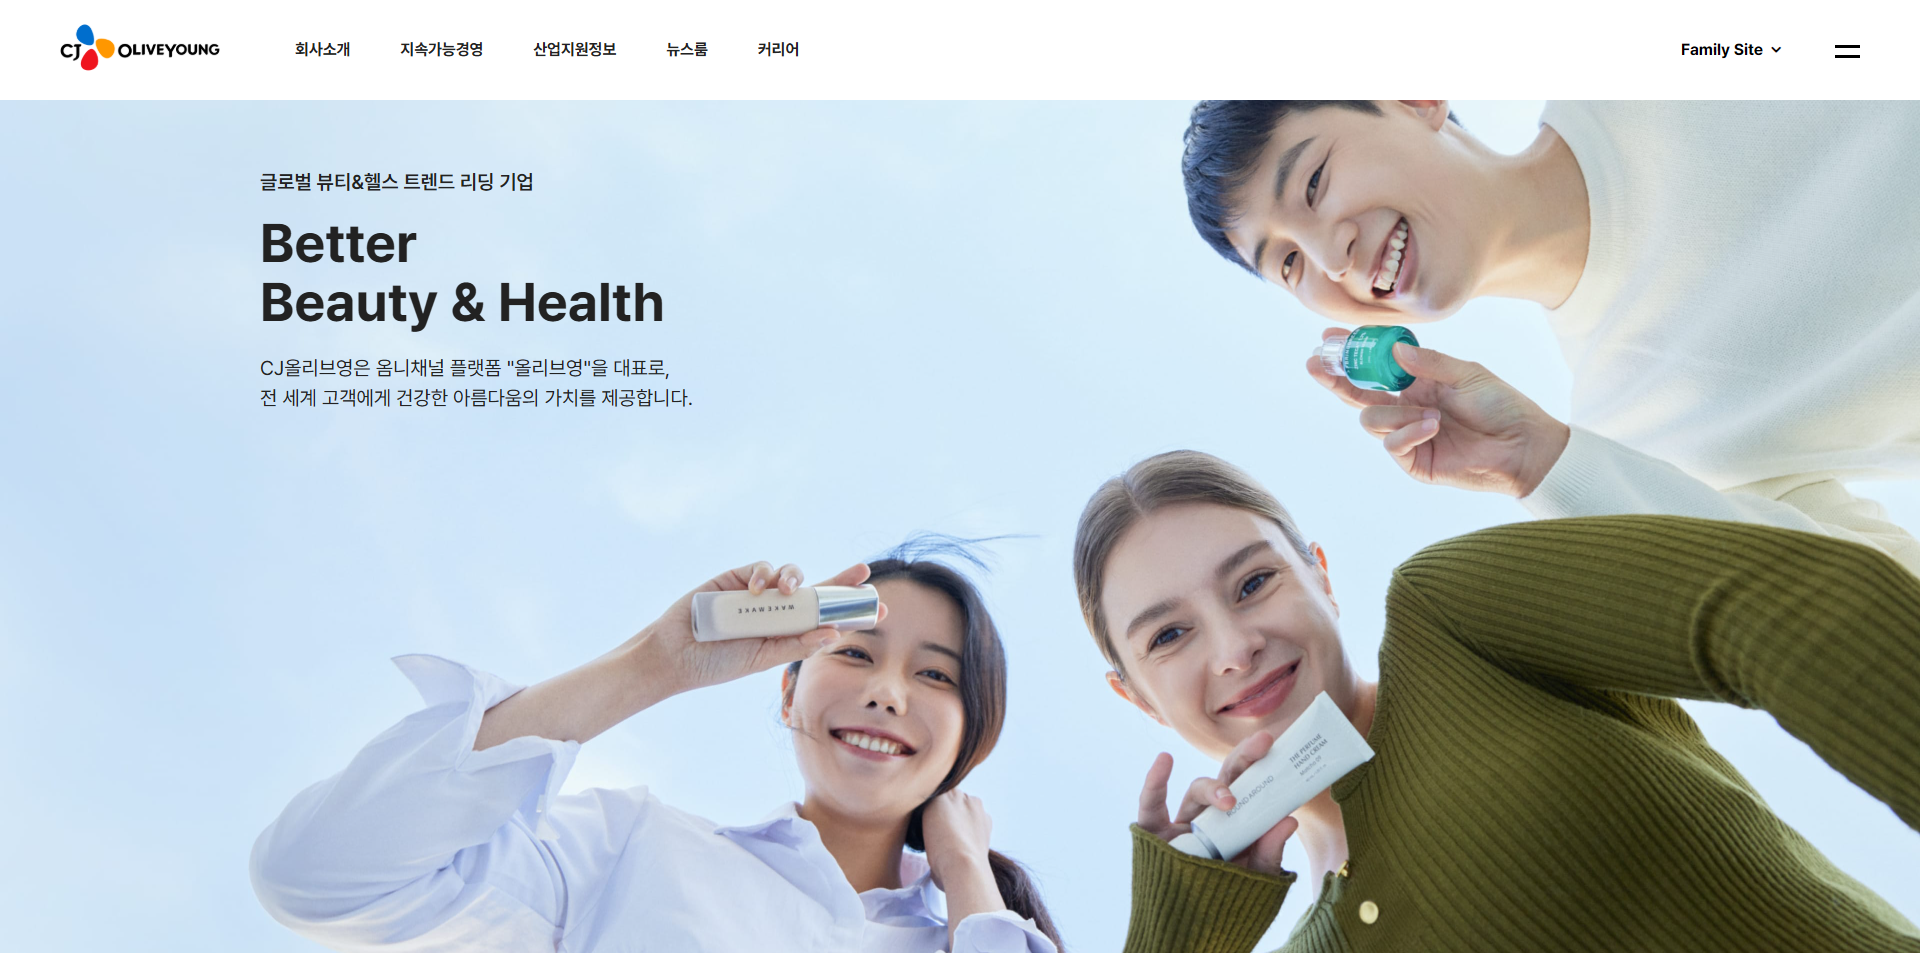 CJ OLIVEYOUNG
회사소개 지속가능경영 산업지원정보 뉴스룸 커리어 Family Site
글로벌 뷰티&헬스 트렌드 리딩 기업
Better
Beauty & Health
CJ올리브영은 옴니채널 플랫폼 "올리브영"을 대표로,
전 세계 고객에게 건강한 아름다움의 가치를 제공합니다.
WAKEMAKE
THE PERFUME
HAND CREAM
ROUND AROUND